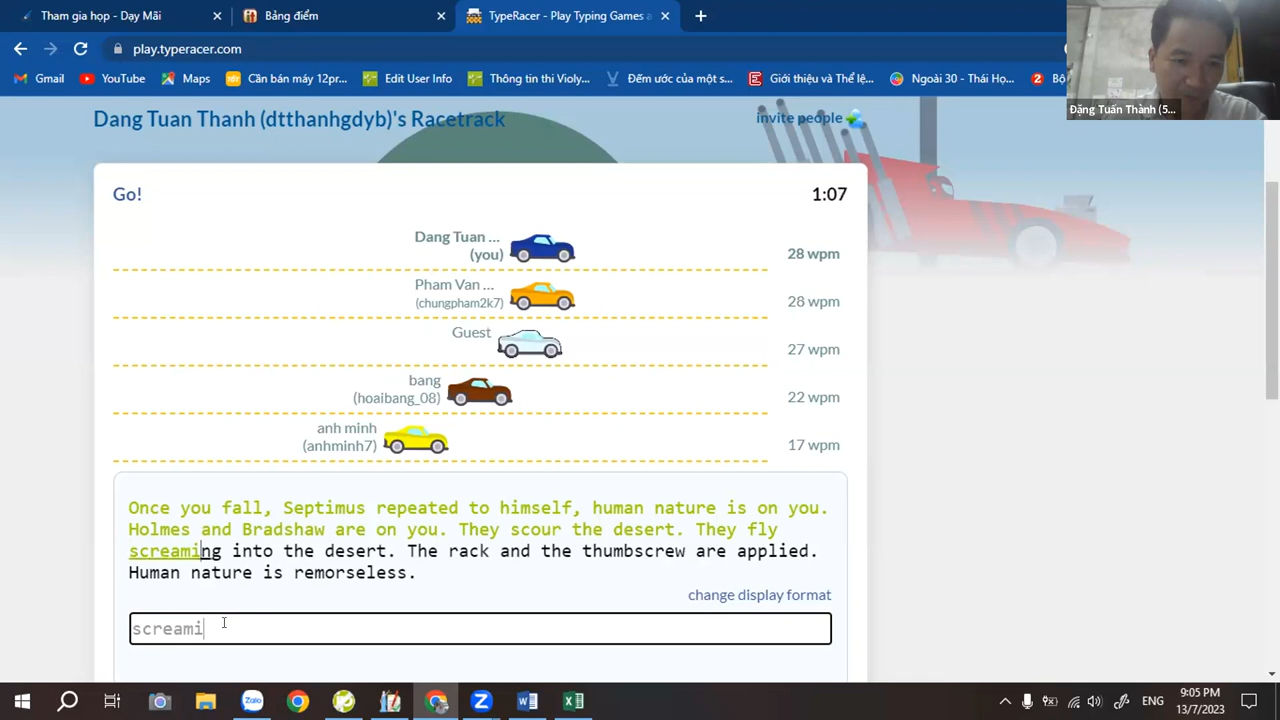 Tham gia họp - Dạy Mãi
Bảng điểm
TypeRacer - Play Typing Games a
play.typeracer.com
Gmail
YouTube
Maps
Căn bán máy 12pr...
Edit User Info
Thông tin thi Violy...
Đếm ước của một s...
Giới thiệu và Thể lệ...
Ngoài 30 - Thái Họ...
Bộ
Đặng Tuấn Thành (5...
Dang Tuan Thanh (dtthanhgdyb)'s Racetrack
invite people
Go!
1:07
Dang Tuan ...
(you)
28 wpm
Pham Van ...
(chungpham2k7)
28 wpm
Guest
27 wpm
bang
(hoaibang_08)
22 wpm
anh minh
(anhminh7)
17 wpm
Once you fall, Septimus repeated to himself, human nature is on you.
Holmes and Bradshaw are on you. They scour the desert. They fly
screaming into the desert. The rack and the thumbscrew are applied.
Human nature is remorseless.
change display format
screami
Zalo
ENG
9:05 PM
13/7/2023